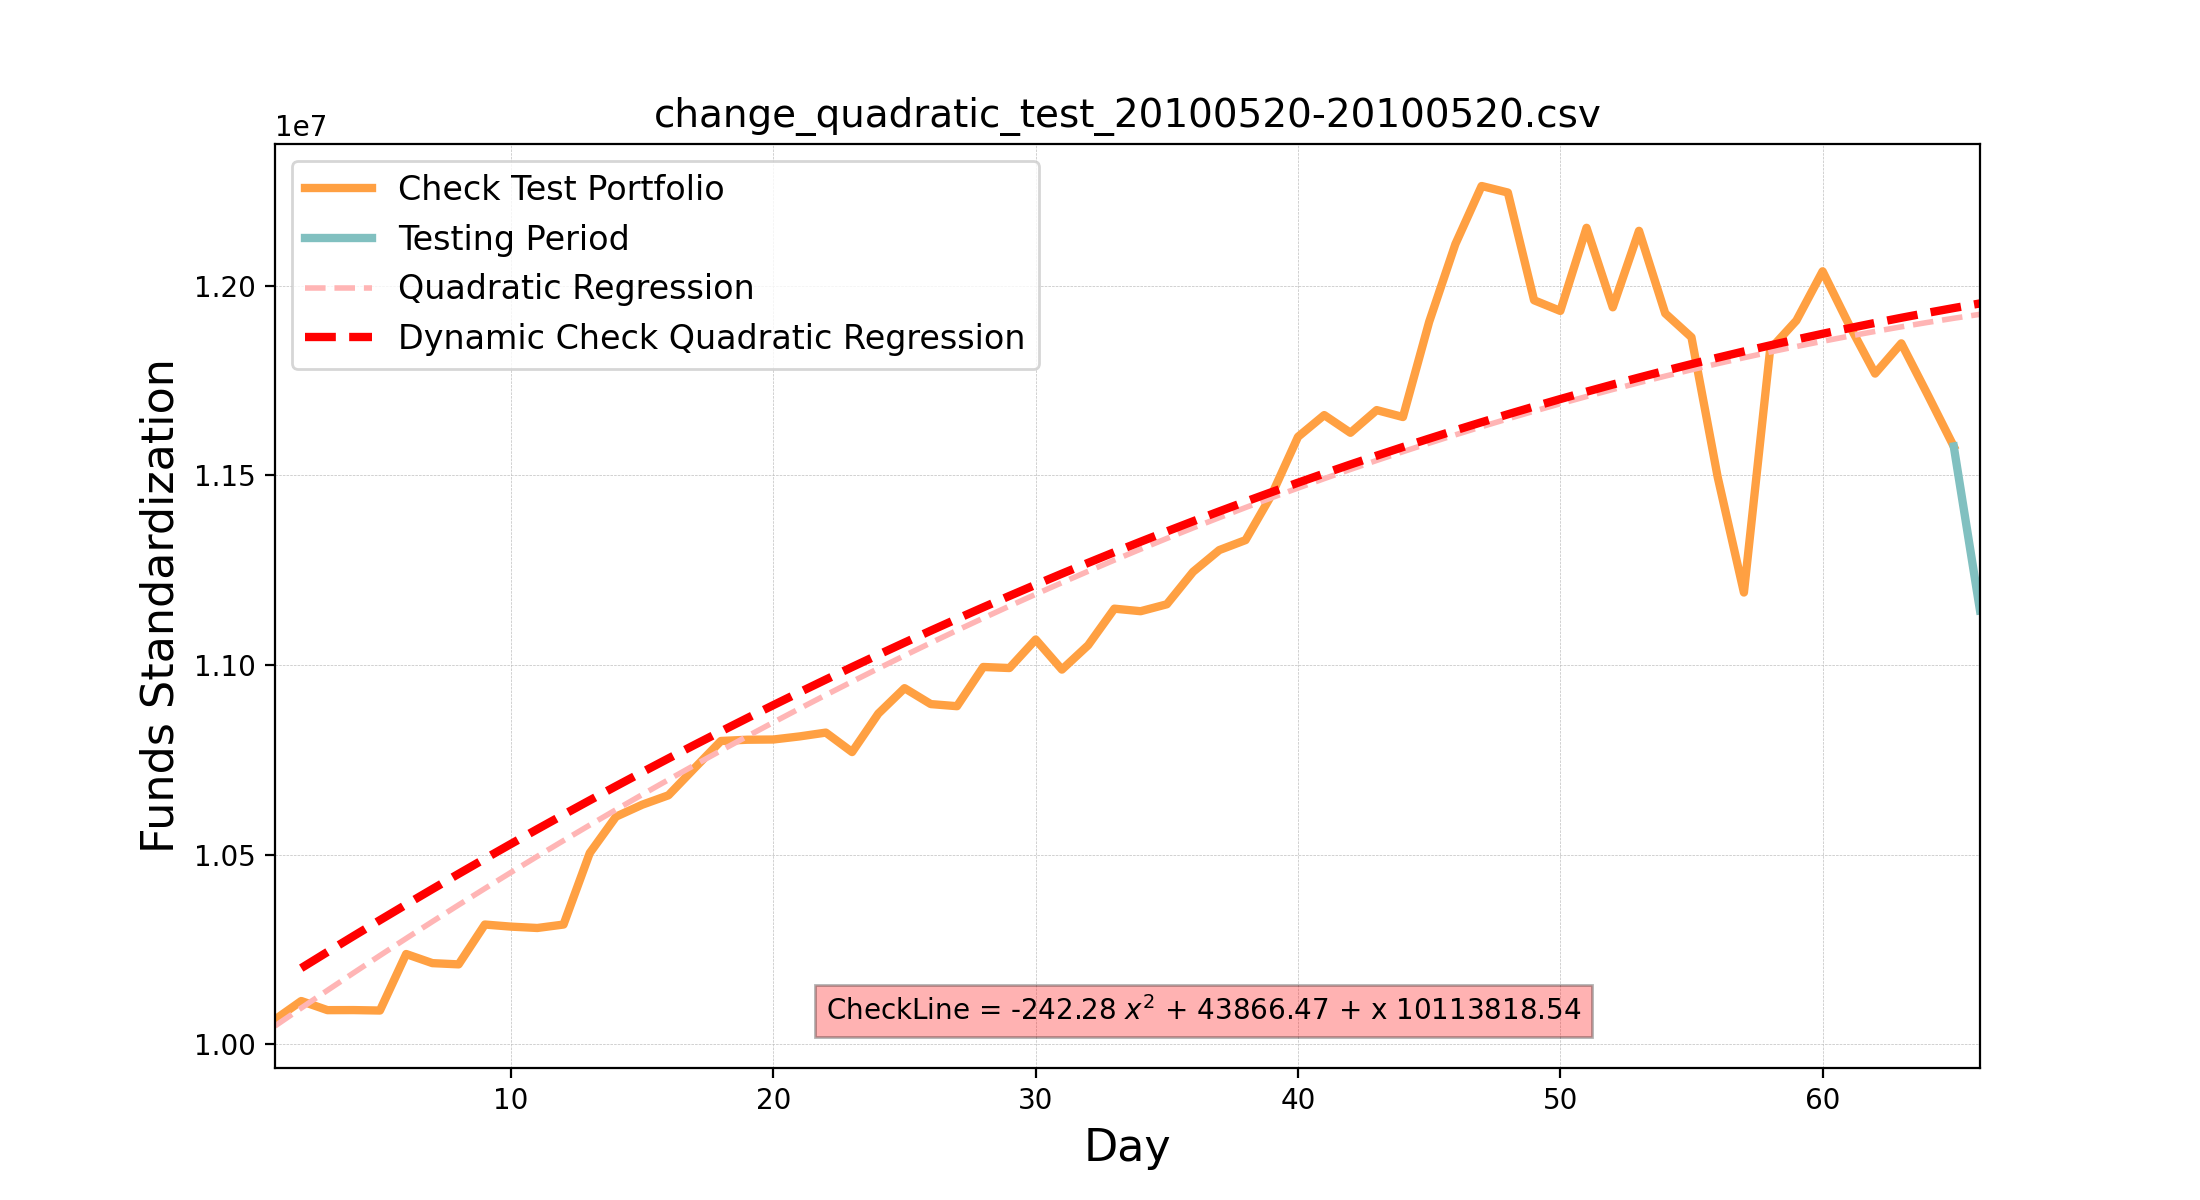 change_quadratic_test_20100520-20100520.csv
1e7
Check Test Portfolio
Testing Period
Quadratic Regression
Dynamic Check Quadratic Regression
1.20
1.15
1.10
1.05
1.00
Funds Standardization
CheckLine = -242.28 x² + 43866.47 + x 10113818.54
10 20 30 40 50 60
Day